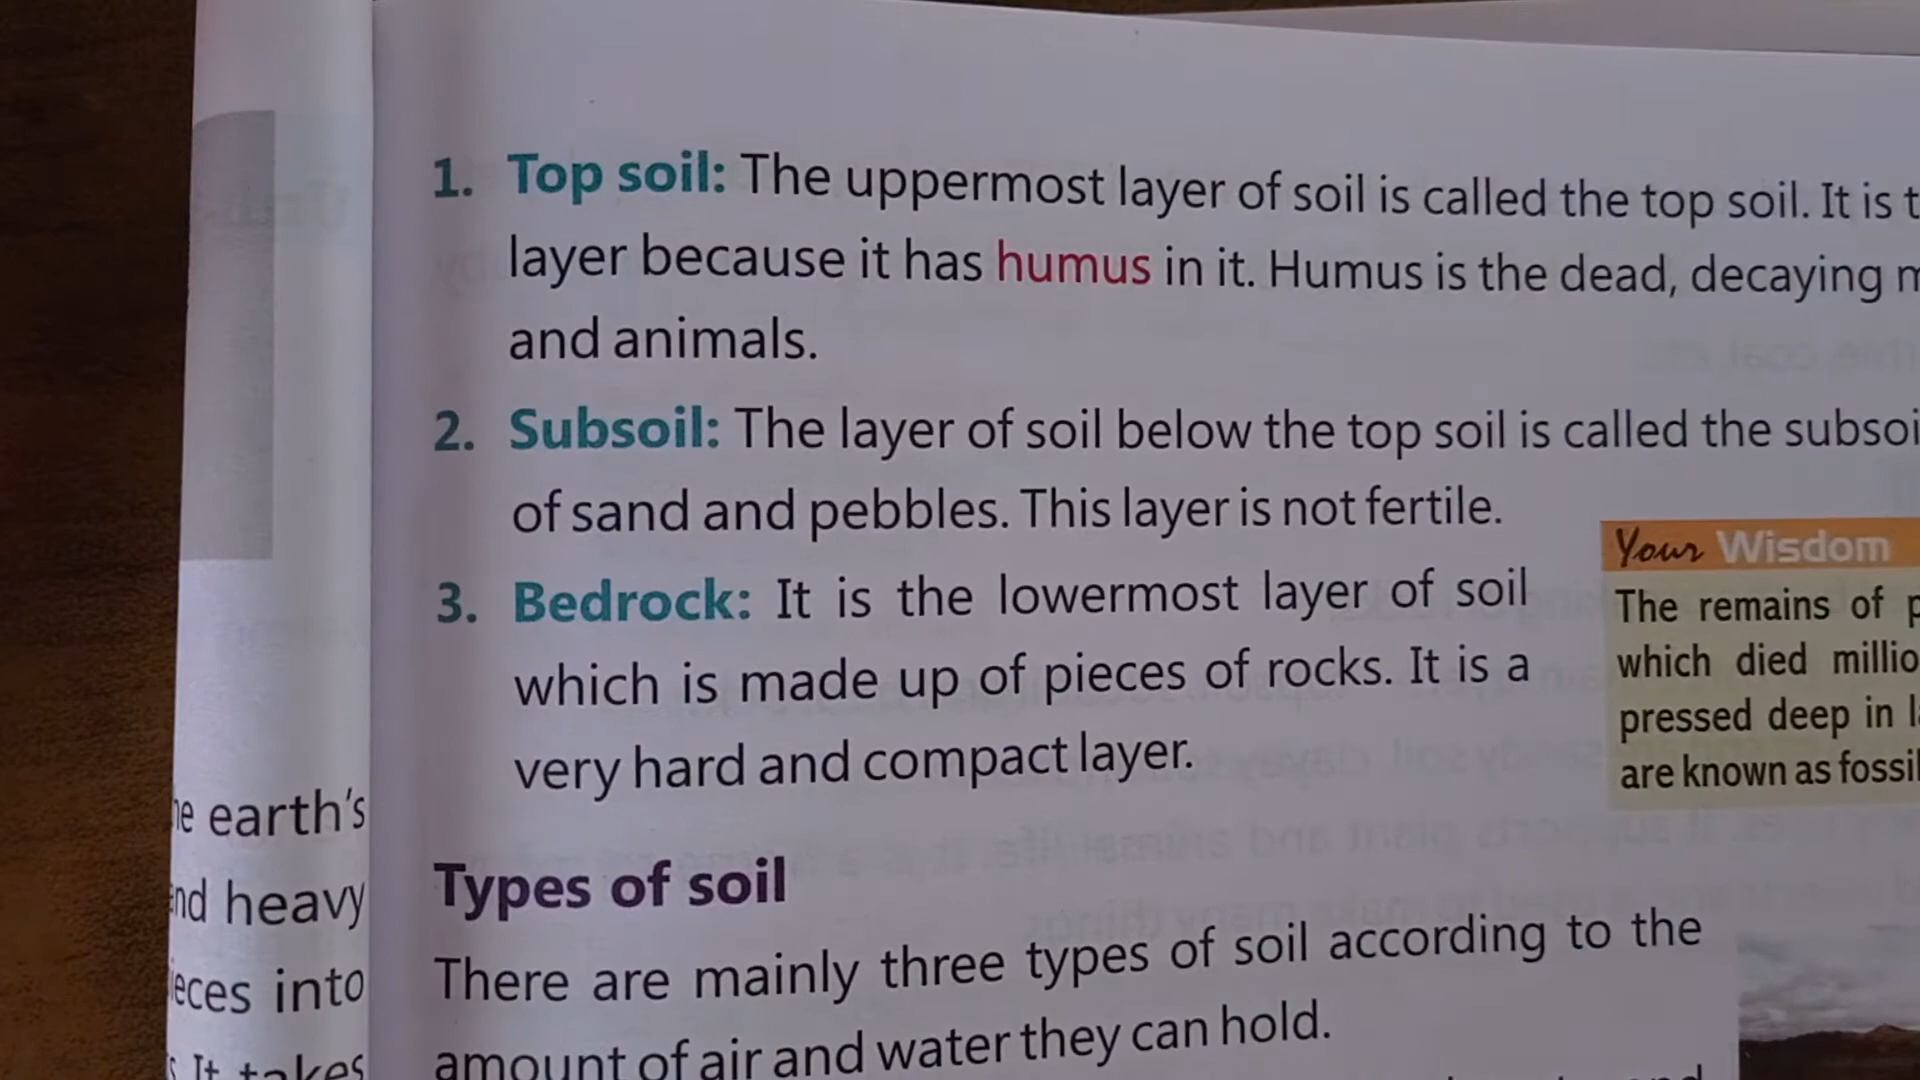 earth's
heavy
into
It takes
1. Top soil: The uppermost layer of soil is called the top soil. It is
layer because it has humus in it. Humus is the dead, decaying
and animals.
2. Subsoil: The layer of soil below the top soil is called the
of sand and pebbles. This layer is not fertile.
3. Bedrock: It is the lowermost layer of soil
which is made up of pieces of rocks. It is a
very hard and compact layer.
Your Wisdom
The remains of
which died
pressed deep in
are known as
Types of soil
There are mainly three types of soil according to the
amount of air and water they can hold.